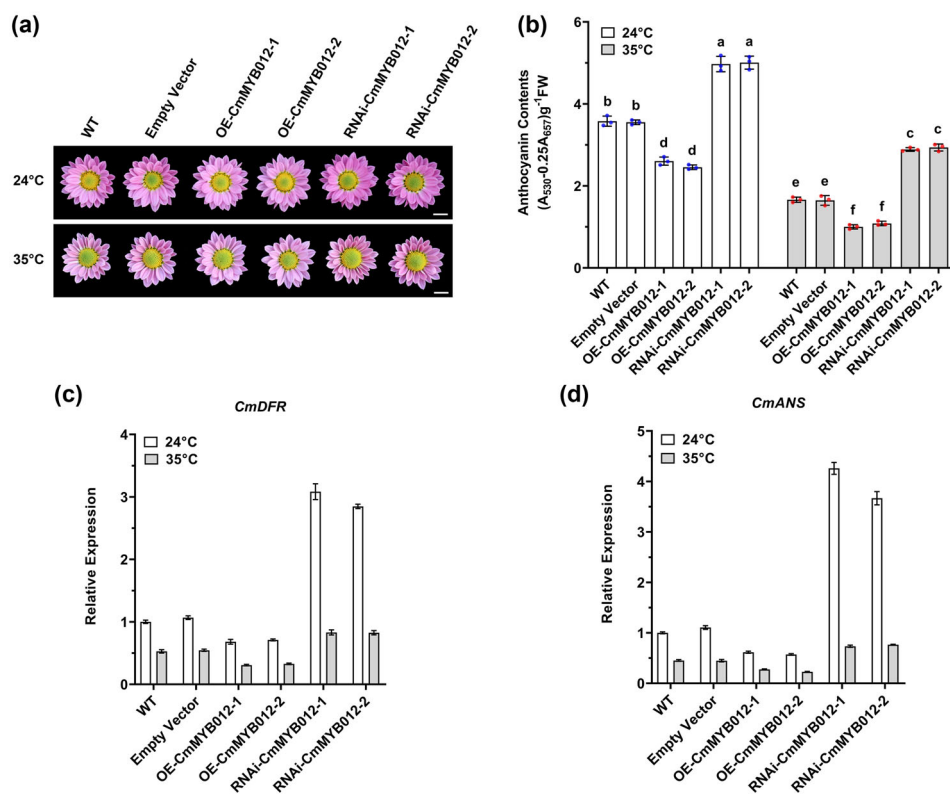 (a)
WT
Empty Vector
OE-CmMYB012-1
OE-CmMYB012-2
RNAi-CmMYB012-1
RNAi-CmMYB012-2
24°C
35°C
(b)
24°C
35°C
Anthocyanin Contents
(A530-0.25A657)g-1FW
6
4
2
0
b
b
d
d
a
a
e
e
f
f
c
c
WT
Empty Vector
OE-CmMYB012-1
OE-CmMYB012-2
RNAi-CmMYB012-1
RNAi-CmMYB012-2
WT
Empty Vector
OE-CmMYB012-1
OE-CmMYB012-2
RNAi-CmMYB012-1
RNAi-CmMYB012-2
(c)
CmDFR
24°C
35°C
Relative Expression
4
3
2
1
0
WT
Empty Vector
OE-CmMYB012-1
OE-CmMYB012-2
RNAi-CmMYB012-1
RNAi-CmMYB012-2
(d)
CmANS
24°C
35°C
Relative Expression
5
4
3
2
1
0
WT
Empty Vector
OE-CmMYB012-1
OE-CmMYB012-2
RNAi-CmMYB012-1
RNAi-CmMYB012-2